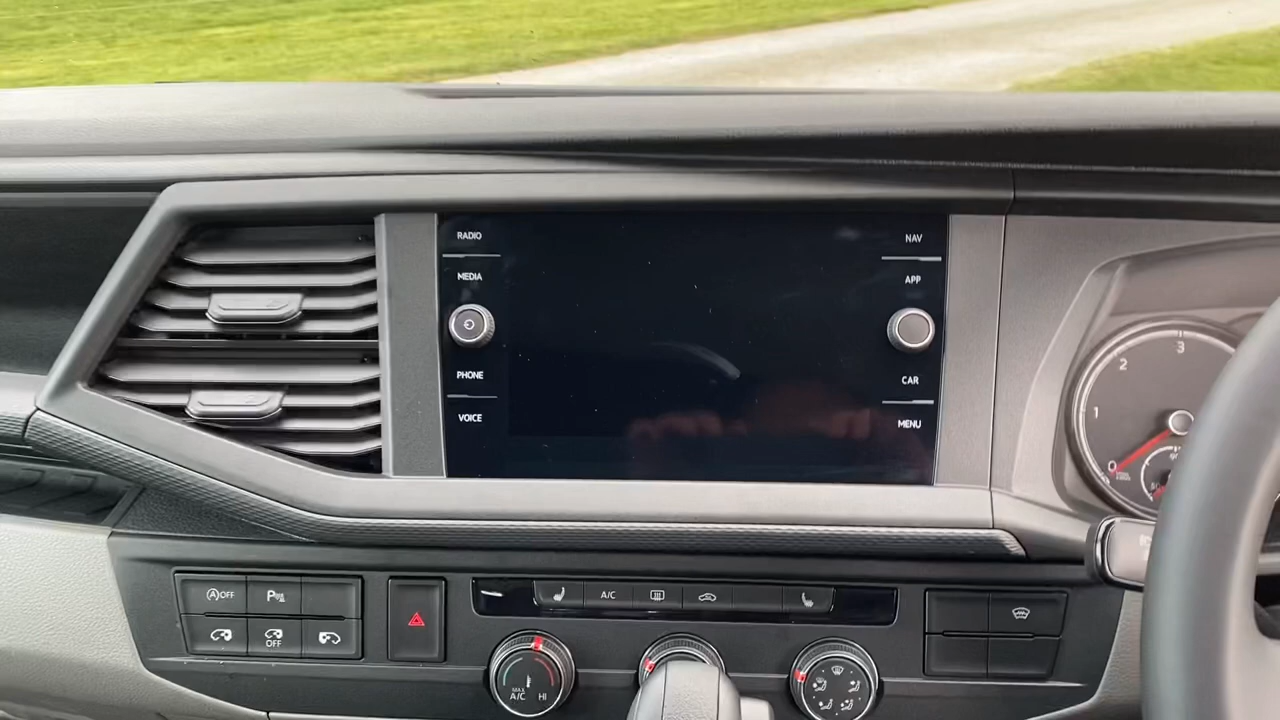 RADIO
MEDIA
PHONE
VOICE
NAV
APP
CAR
MENU
3
2
1
0
A OFF
P
OFF
A/C
MAX
A/C
HI